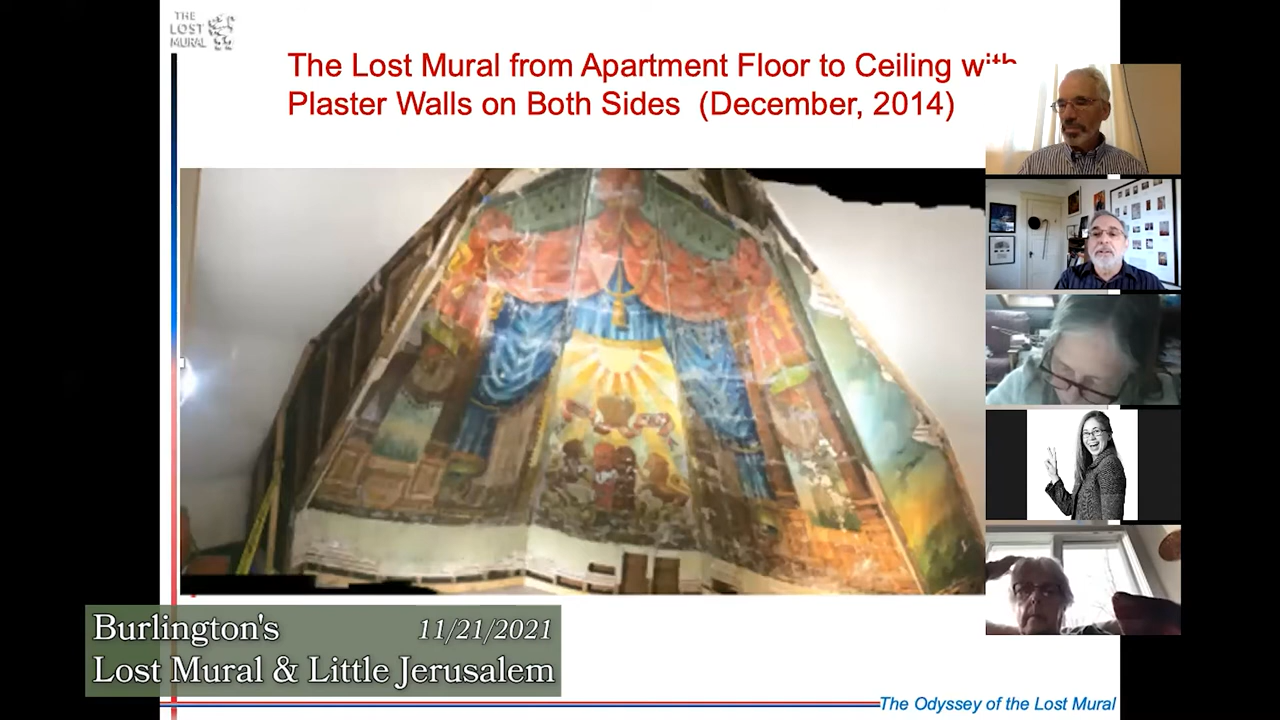 THE
LOST
MURAL
The Lost Mural from Apartment Floor to Ceiling with
Plaster Walls on Both Sides (December, 2014)
Burlington's 11/21/2021
Lost Mural & Little Jerusalem
The Odyssey of the Lost Mural